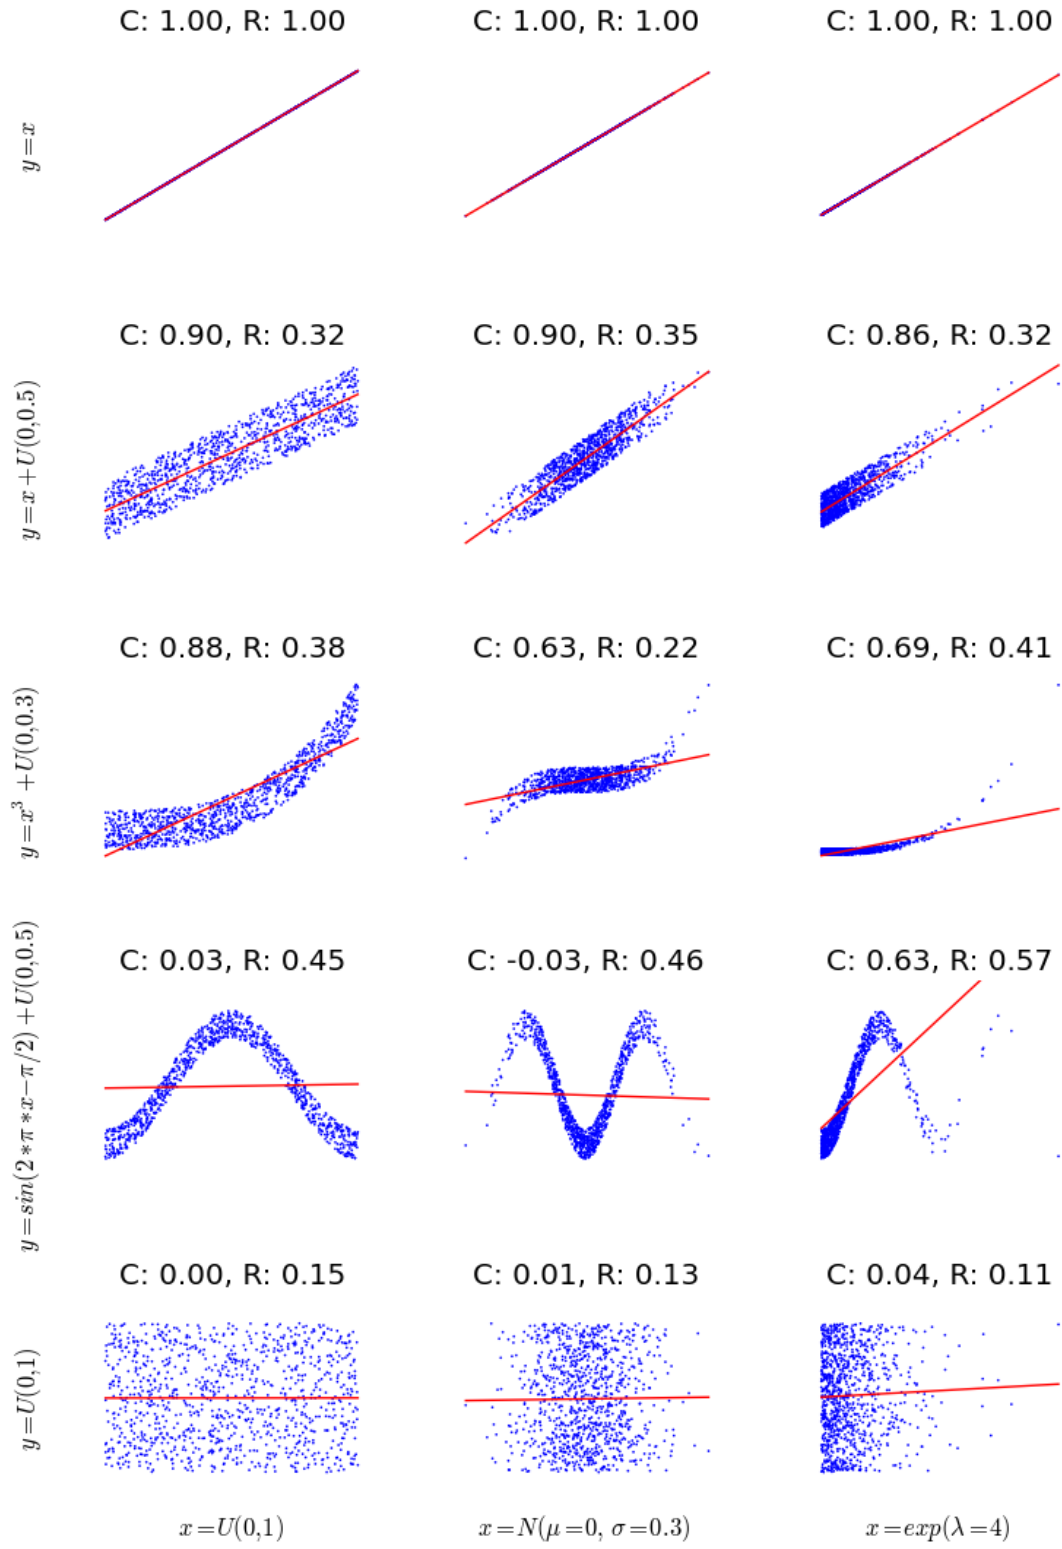 C: 1.00, R: 1.00
C: 1.00, R: 1.00
C: 1.00, R: 1.00
y=x
C: 0.90, R: 0.32
C: 0.90, R: 0.35
C: 0.86, R: 0.32
y=x+U(0,0.5)
C: 0.88, R: 0.38
C: 0.63, R: 0.22
C: 0.69, R: 0.41
y=x³+U(0,0.3)
C: 0.03, R: 0.45
C: -0.03, R: 0.46
C: 0.63, R: 0.57
y=sin(2*π*x−π/2)+U(0,0.5)
C: 0.00, R: 0.15
C: 0.01, R: 0.13
C: 0.04, R: 0.11
y=U(0,1)
x=U(0,1)
x=N(μ=0, σ=0.3)
x=exp(λ=4)